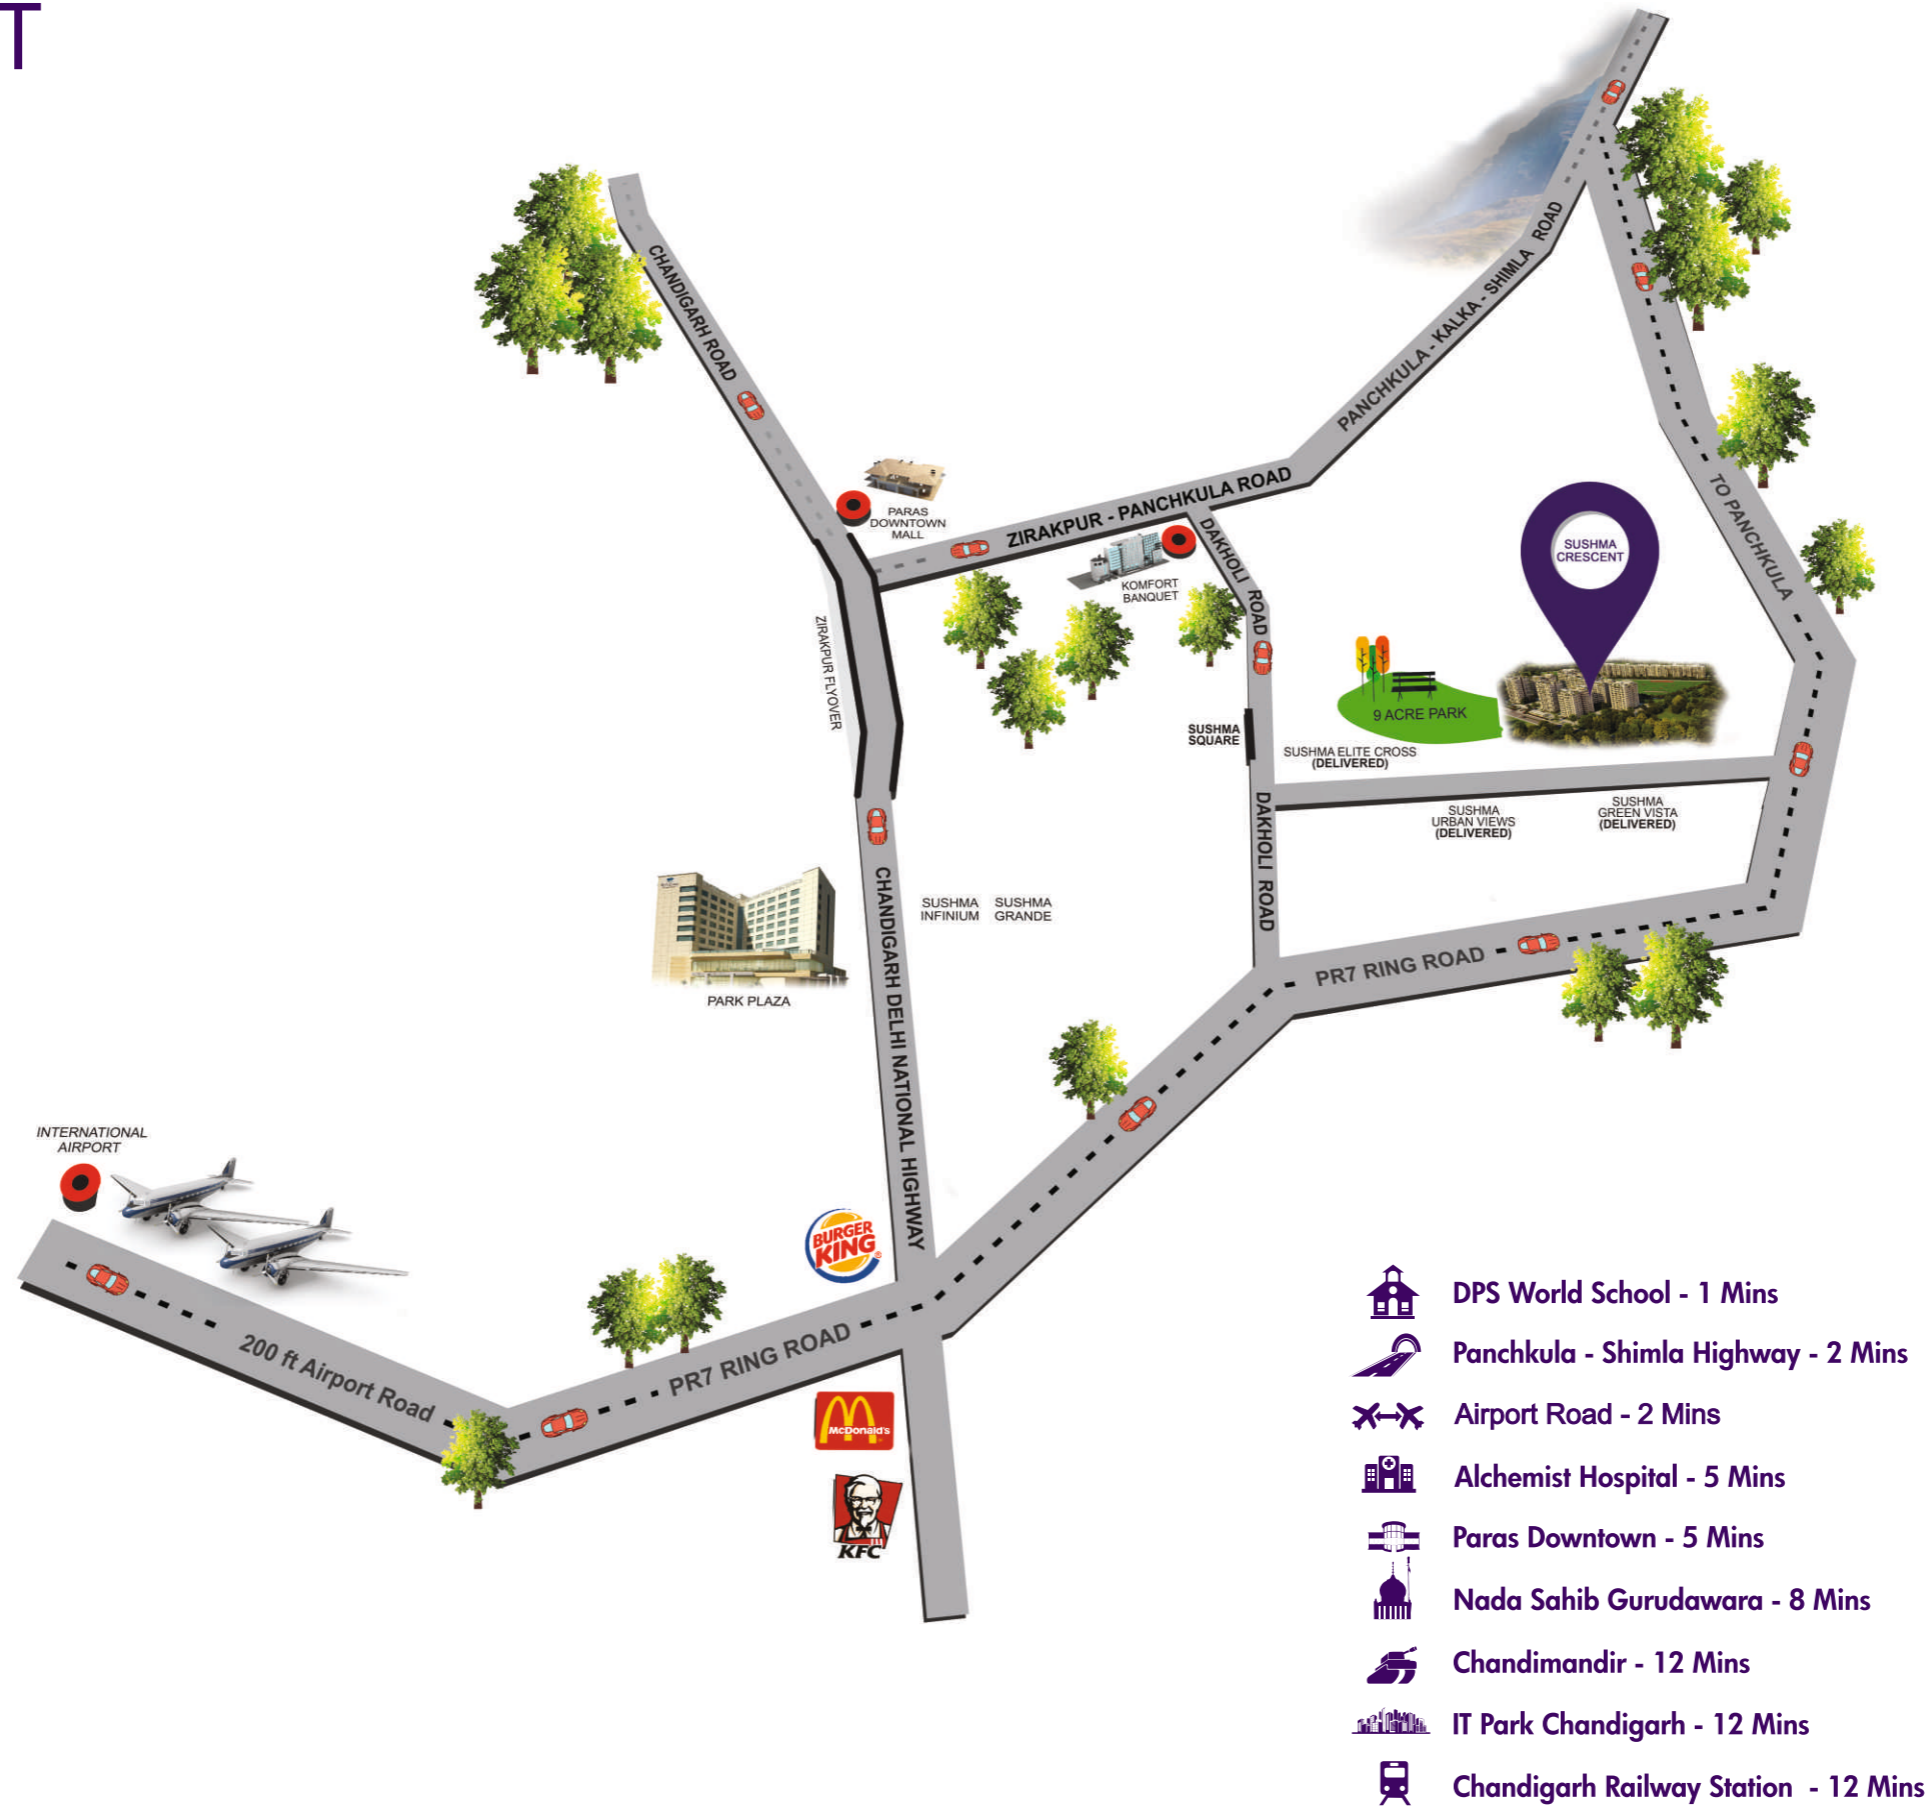 T
CHANDIGARH ROAD
PANCHKULA - KALKA - SHIMLA ROAD
PARAS
DOWNTOWN
MALL
ZIRAKPUR - PANCHKULA ROAD
TO PANCHKULA
SUSHMA
CRESCENT
DAKHOLI ROAD
KOMFORT
BANQUET
ZIRAKPUR FLYOVER
9 ACRE PARK
SUSHMA
SQUARE
SUSHMA ELITE CROSS
(DELIVERED)
SUSHMA
URBAN VIEWS
(DELIVERED)
SUSHMA
GREEN VISTA
(DELIVERED)
DAKHOLI ROAD
CHANDIGARH DELHI NATIONAL HIGHWAY
SUSHMA
INFINIUM
SUSHMA
GRANDE
PARK PLAZA
PR7 RING ROAD
INTERNATIONAL
AIRPORT
BURGER
KING®
200 ft Airport Road
PR7 RING ROAD
McDonald's
KFC
DPS World School - 1 Mins
Panchkula - Shimla Highway - 2 Mins
Airport Road - 2 Mins
Alchemist Hospital - 5 Mins
Paras Downtown - 5 Mins
Nada Sahib Gurudawara - 8 Mins
Chandimandir - 12 Mins
IT Park Chandigarh - 12 Mins
Chandigarh Railway Station - 12 Mins